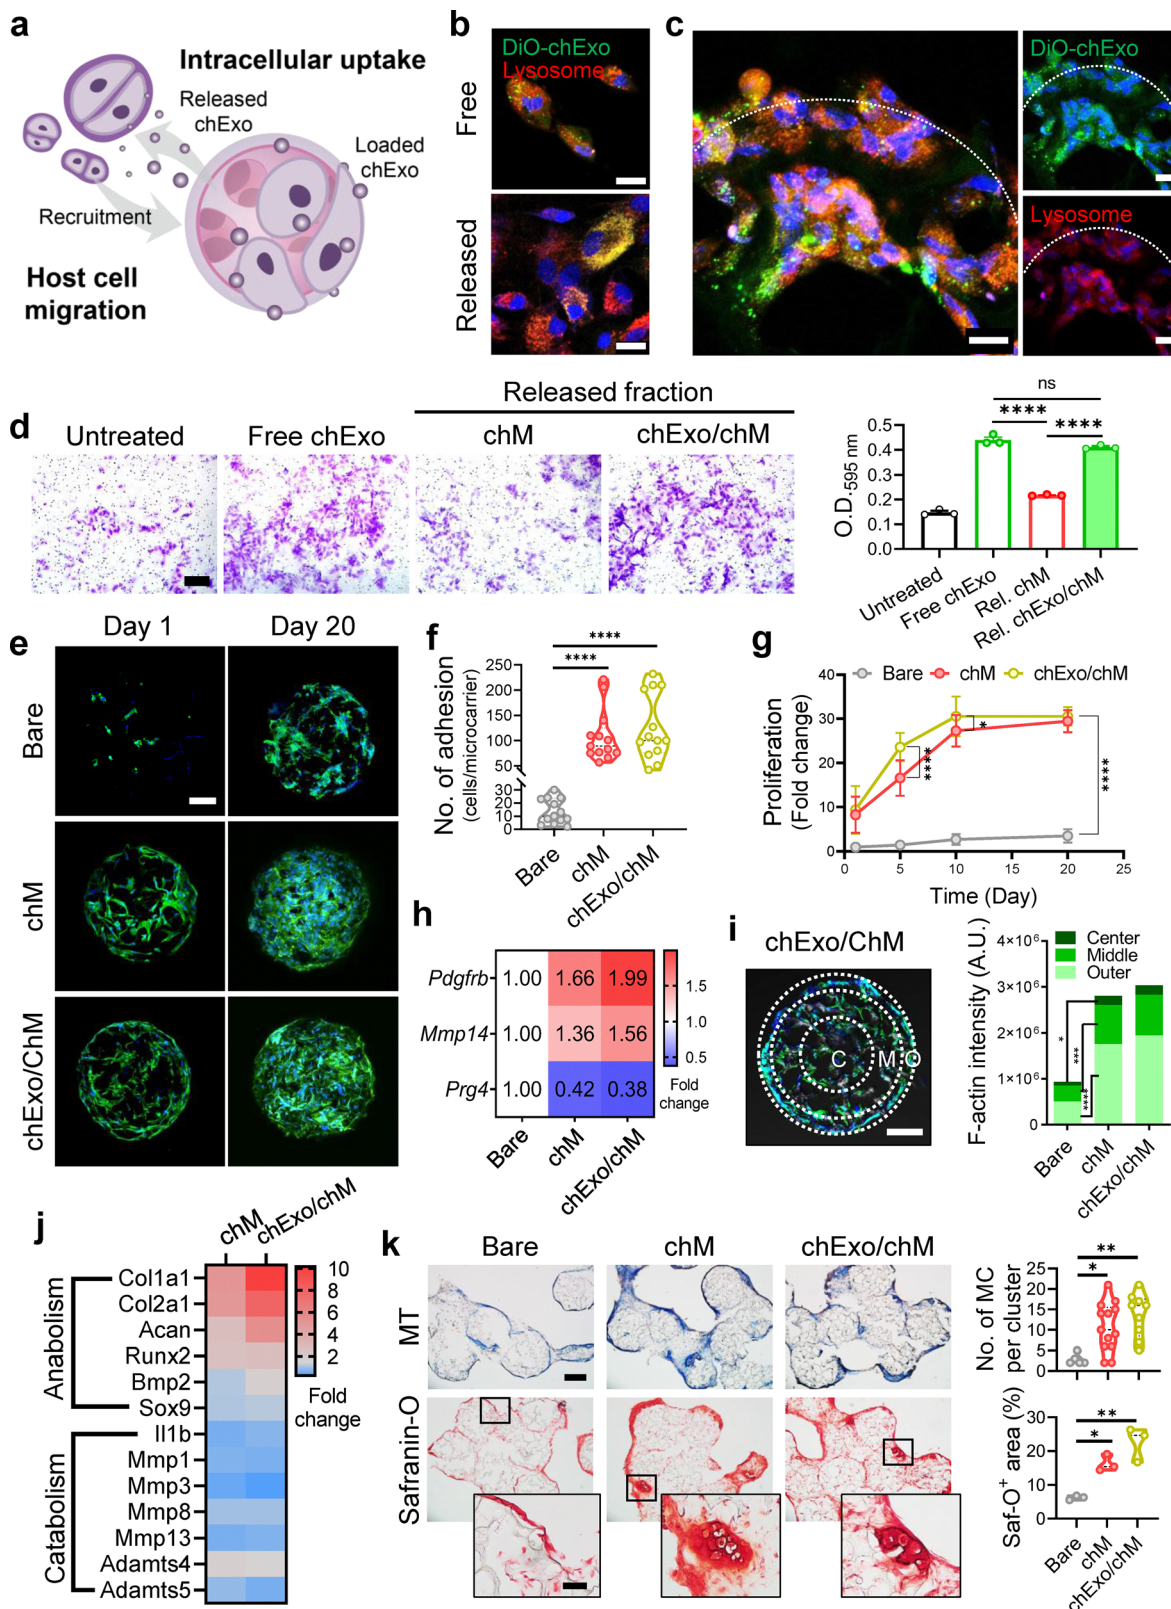 a
Intracellular uptake
Released
chExo
Loaded
chExo
Recruitment
Host cell
migration
b
DiO-chExo
Lysosome
Free
Released
c
DiO-chExo
Lysosome
d
Released fraction
Untreated
Free chExo
chM
chExo/chM
ns
****
****
O.D.595 nm
0.5
0.4
0.2
0.1
0.0
Untreated
Free chExo
Rel. chM
Rel. chExo/chM
e
Day 1
Day 20
Bare
chM
chExo/ChM
f
****
****
No. of adhesion
(cells/microcarrier)
250
200
150
100
50
30
20
10
0
Bare
chM
chExo/chM
g
Bare
chM
chExo/chM
Proliferation
(Fold change)
40
30
20
10
0
*
****
****
0
5
10
15
20
25
Time (Day)
h
Pdgfrb
1.00
1.66
1.99
Mmp14
1.00
1.36
1.56
Prg4
1.00
0.42
0.38
1.5
1.0
0.5
Fold
change
Bare
chM
chExo/chM
i
chExo/ChM
C
M
O
F-actin intensity (A.U.)
4×10⁶
3×10⁶
2×10⁶
1×10⁶
0
Center
Middle
Outer
*
***
****
Bare
chM
chExo/chM
j
chM
chExo/chM
Anabolism
Col1a1
Col2a1
Acan
Runx2
Bmp2
Sox9
Catabolism
Il1b
Mmp1
Mmp3
Mmp8
Mmp13
Adamts4
Adamts5
10
8
6
4
2
Fold
change
k
Bare
chM
chExo/chM
MT
Safranin-O
No. of MC
per cluster
25
20
15
10
5
0
**
*
Saf-O⁺ area (%)
30
20
10
0
**
*
Bare
chM
chExo/chM